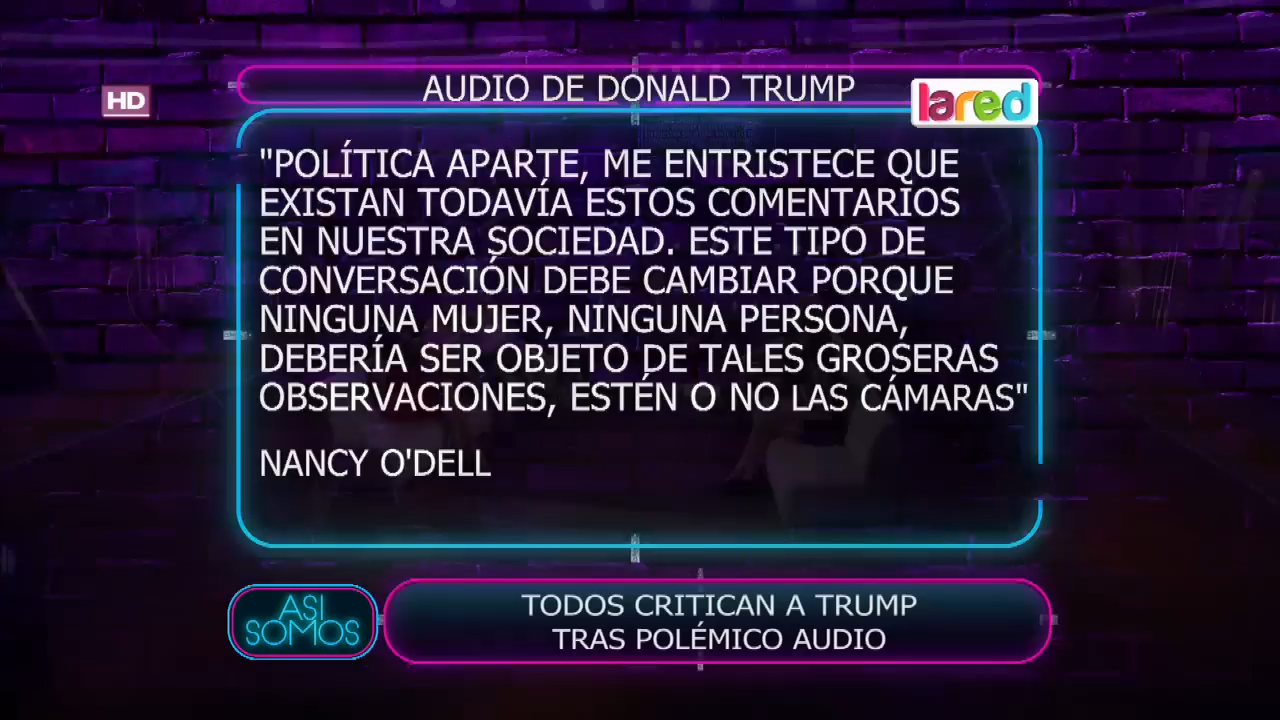 AUDIO DE DONALD TRUMP
HD
lared
"POLÍTICA APARTE, ME ENTRISTECE QUE
EXISTAN TODAVÍA ESTOS COMENTARIOS
EN NUESTRA SOCIEDAD. ESTE TIPO DE
CONVERSACIÓN DEBE CAMBIAR PORQUE
NINGUNA MUJER, NINGUNA PERSONA,
DEBERÍA SER OBJETO DE TALES GROSERAS
OBSERVACIONES, ESTÉN O NO LAS CÁMARAS"
NANCY O'DELL
ASI
SOMOS
TODOS CRITICAN A TRUMP
TRAS POLÉMICO AUDIO